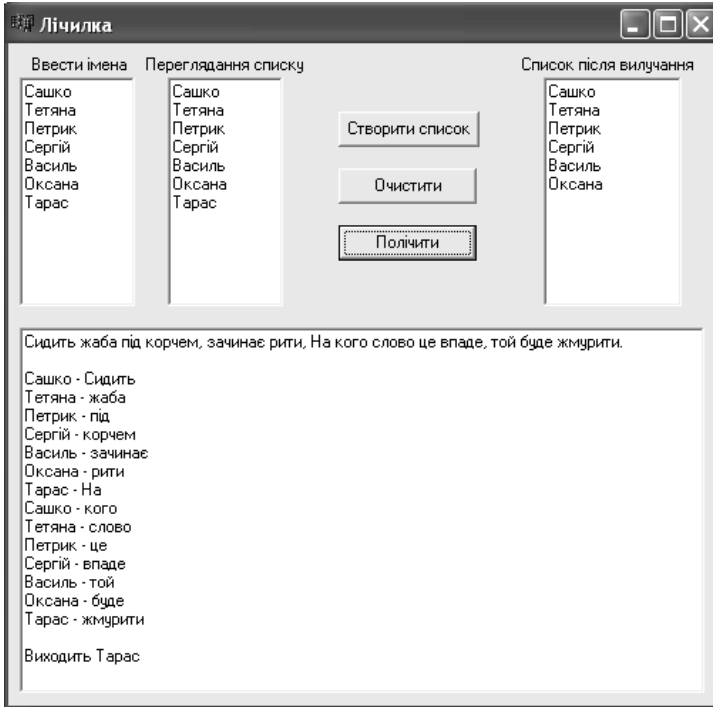 Лічилка
Ввести імена Переглядання списку Список після вилучання
Сашко
Тетяна
Петрик
Сергій
Василь
Оксана
Тарас
Сашко
Тетяна
Петрик
Сергій
Василь
Оксана
Тарас
Створити список
Очистити
Полічити
Сашко
Тетяна
Петрик
Сергій
Василь
Оксана
Сидить жаба під корчем, зачинає рити, На кого слово це впаде, той буде жмурити.
Сашко - Сидить
Тетяна - жаба
Петрик - під
Сергій - корчем
Василь - зачинає
Оксана - рити
Тарас - На
Сашко - кого
Тетяна - слово
Петрик - це
Сергій - впаде
Василь - той
Оксана - буде
Тарас - жмурити
Виходить Тарас